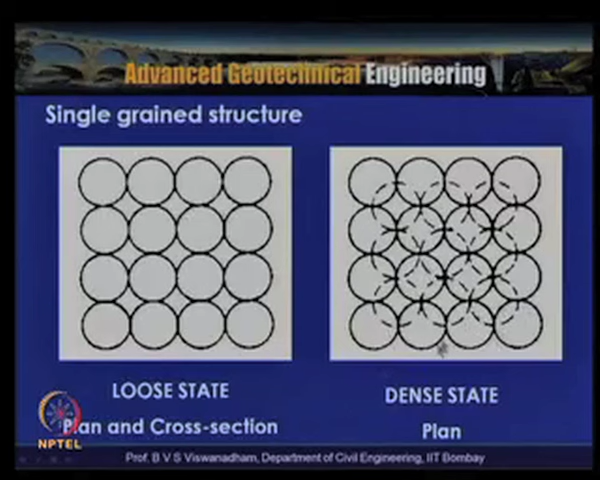 Advanced Geotechnical Engineering
Single grained structure
LOOSE STATE
Plan and Cross-section
DENSE STATE
Plan
NPTEL
Prof. B V S Viswanadham, Department of Civil Engineering, IIT Bombay